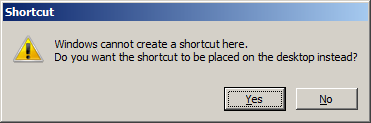 Shortcut
Windows cannot create a shortcut here.
Do you want the shortcut to be placed on the desktop instead?
Yes No